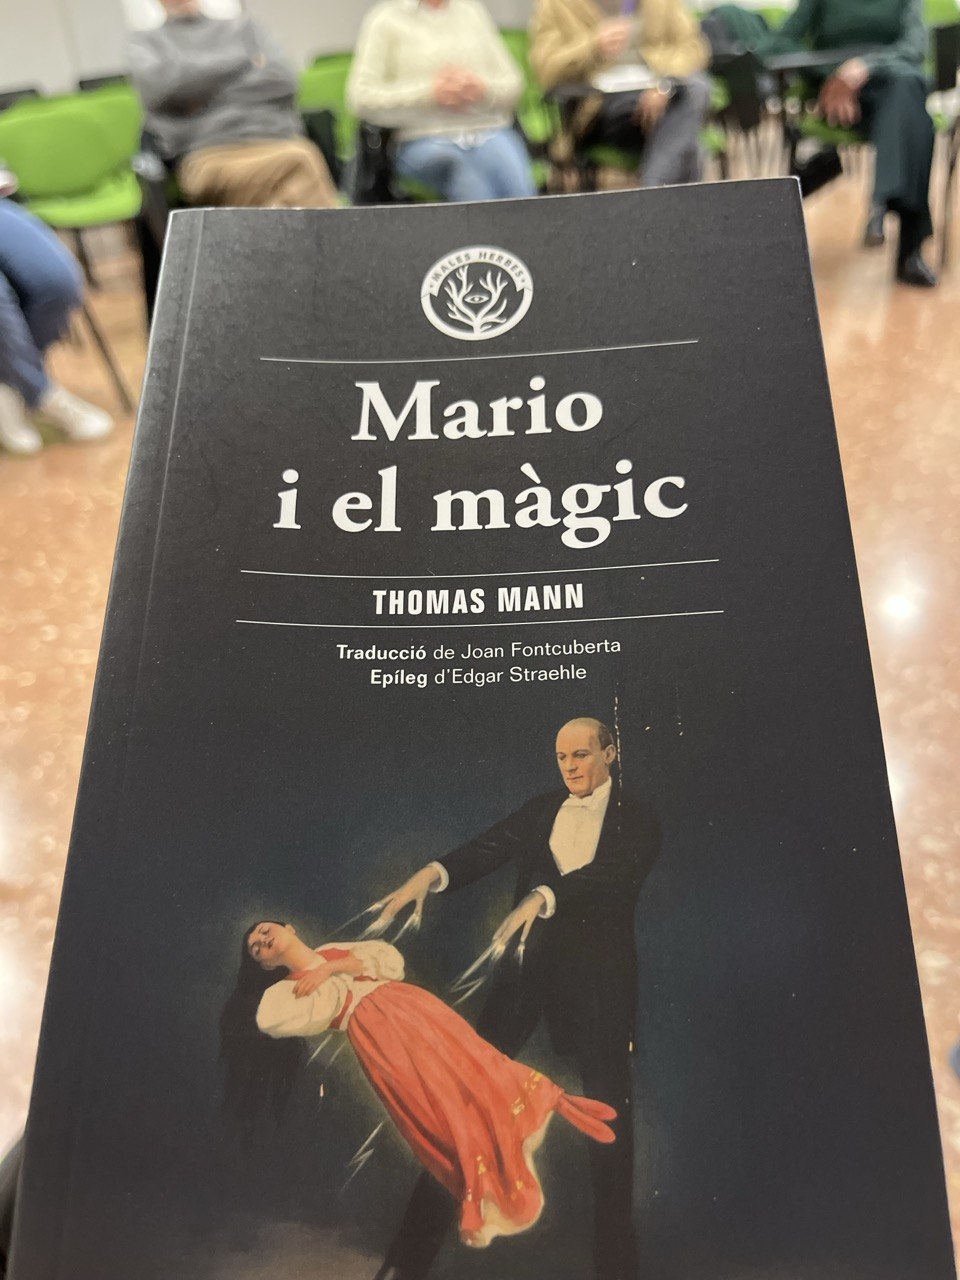 MALES HERBES
Mario
i el màgic
THOMAS MANN
Traducció de Joan Fontcuberta
Epíleg d'Edgar Straehle